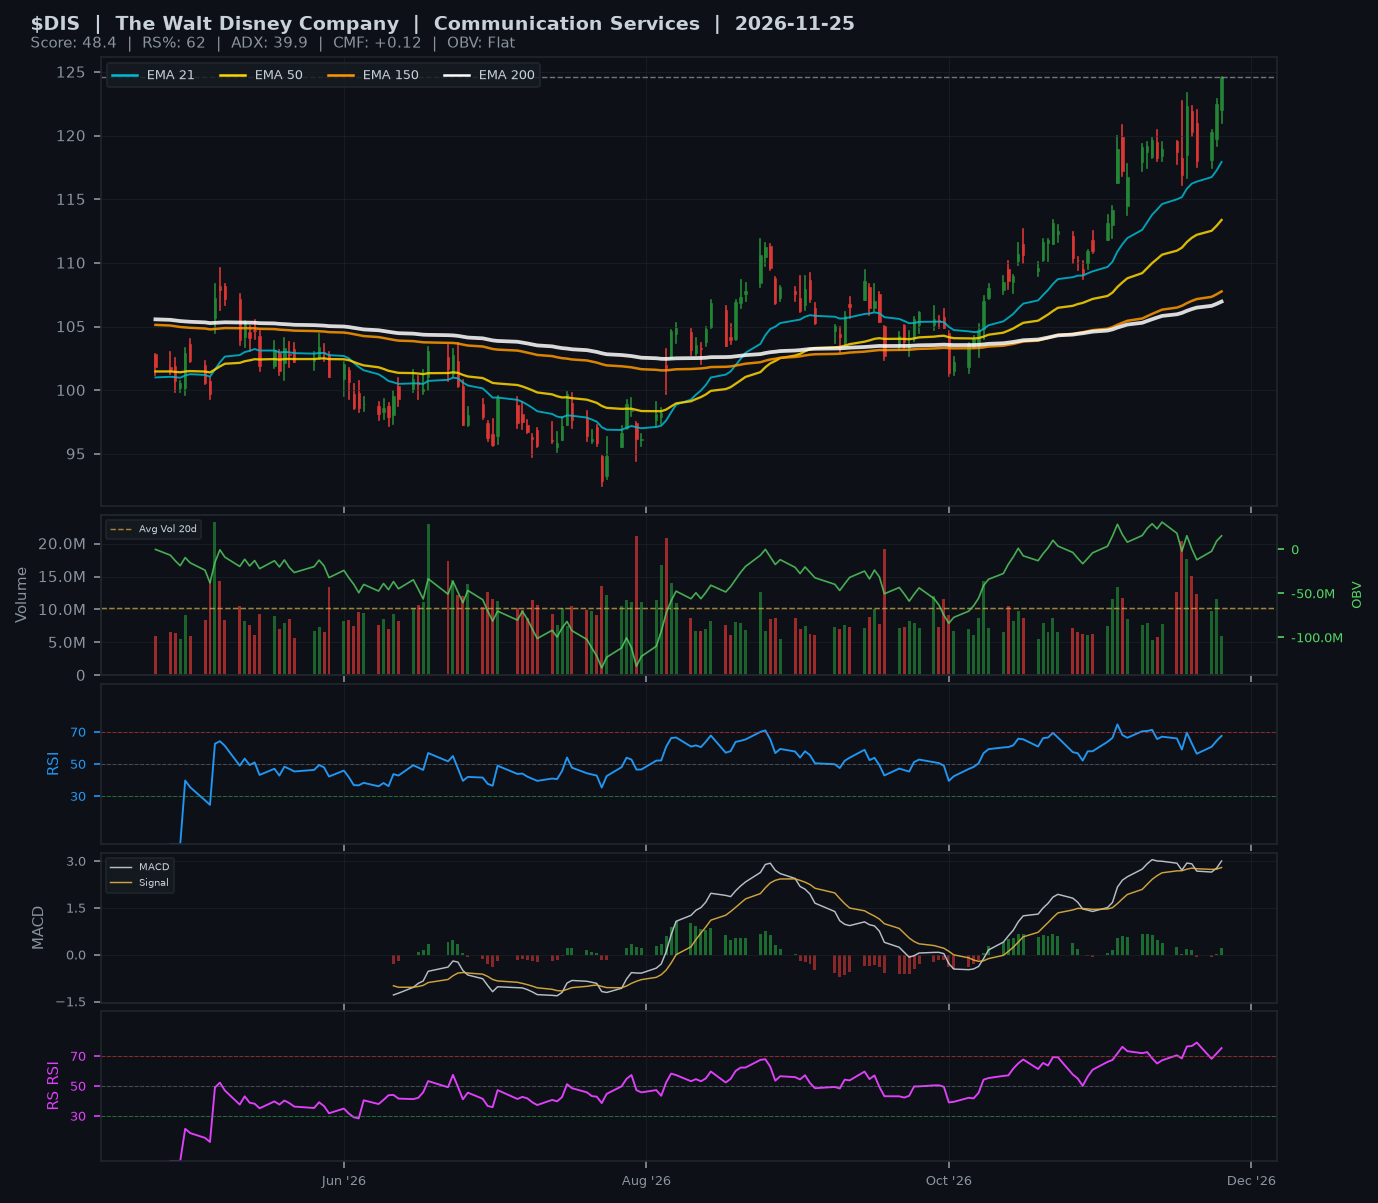 $DIS | The Walt Disney Company | Communication Services | 2026-11-25
Score: 48.4 | RS%: 62 | ADX: 39.9 | CMF: +0.12 | OBV: Flat
EMA 21 EMA 50 EMA 150 EMA 200
125
120
115
110
105
100
95
Avg Vol 20d
Volume
20.0M
15.0M
10.0M
5.0M
0
0
-50.0M
-100.0M
OBV
RSI
70
50
30
MACD
Signal
MACD
3.0
1.5
0.0
−1.5
RS RSI
70
50
30
Jun '26 Aug '26 Oct '26 Dec '26